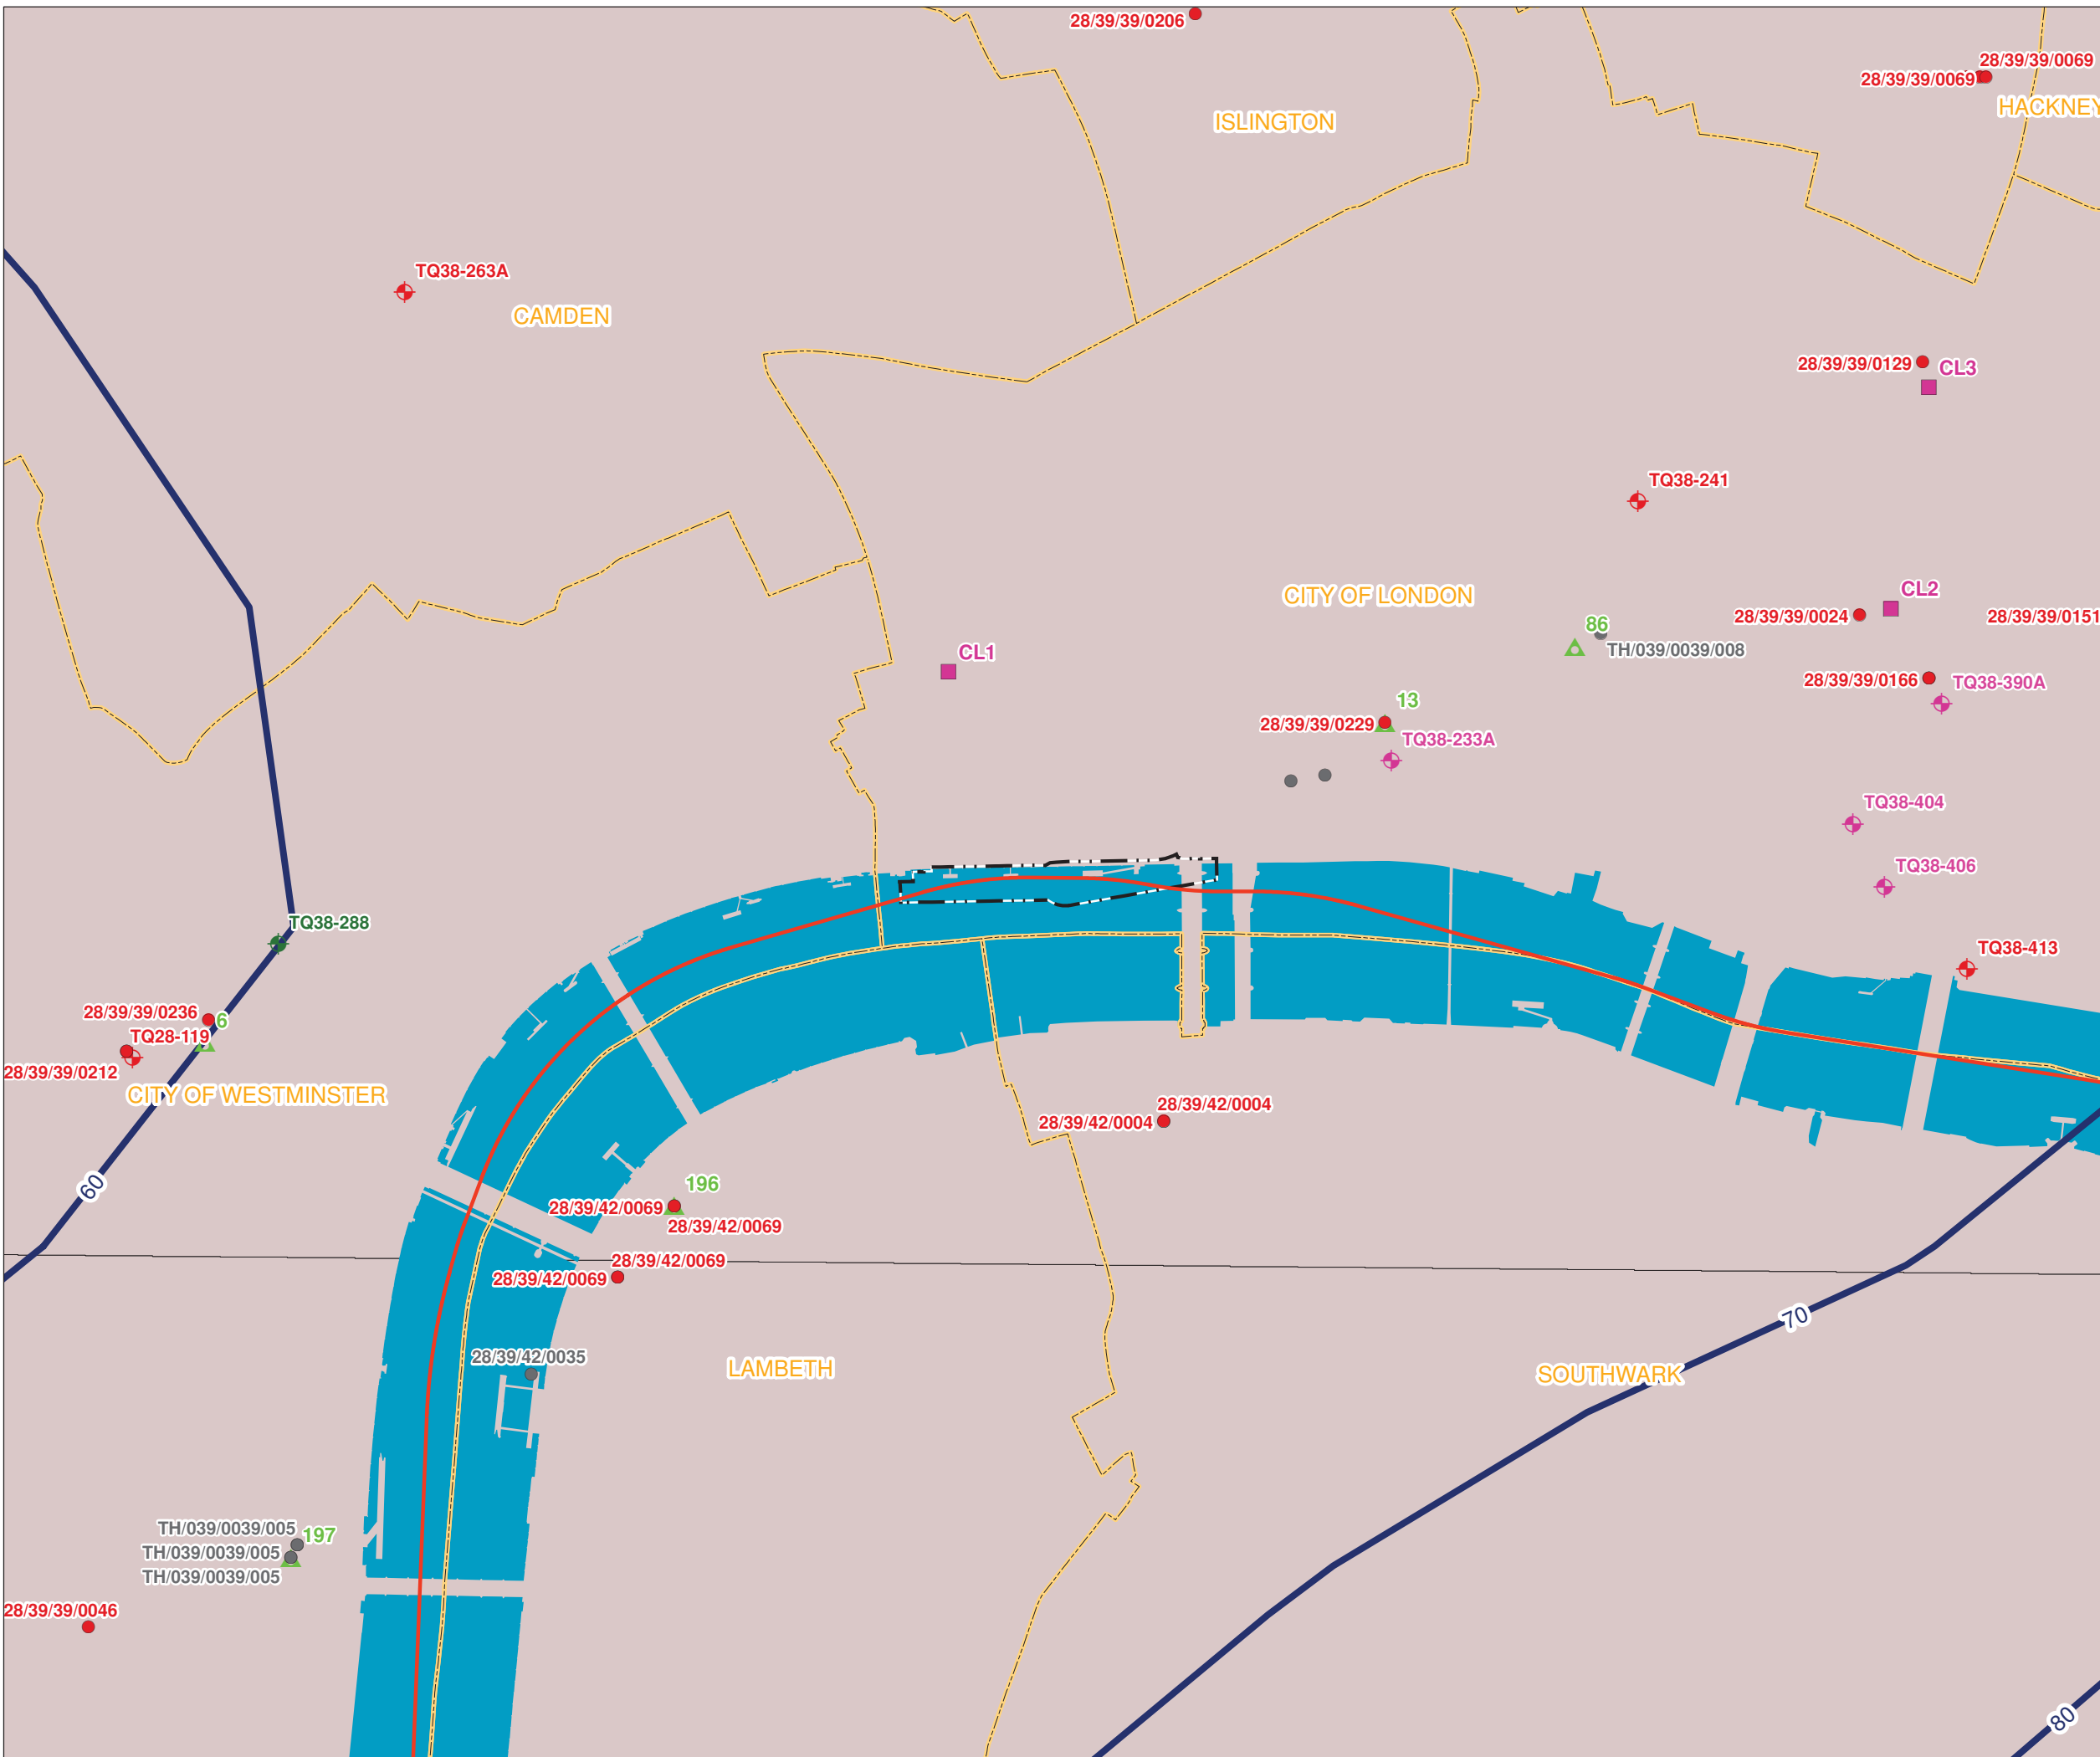 28/39/39/0206
28/39/39/0069
28/39/39/0069
HACKNEY
ISLINGTON
TQ38-263A
CAMDEN
28/39/39/0129
CL3
TQ38-241
CITY OF LONDON
CL2
28/39/39/0024
28/39/39/0151
86
TH/039/0039/008
CL1
28/39/39/0166
TQ38-390A
13
28/39/39/0229
TQ38-233A
TQ38-404
TQ38-406
TQ38-288
TQ38-413
28/39/39/0236
6
TQ28-119
28/39/39/0212
CITY OF WESTMINSTER
28/39/42/0004
28/39/42/0004
60
196
28/39/42/0069
28/39/42/0069
28/39/42/0069
28/39/42/0069
70
28/39/42/0035
LAMBETH
SOUTHWARK
TH/039/0039/005
197
TH/039/0039/005
TH/039/0039/005
28/39/39/0046
80